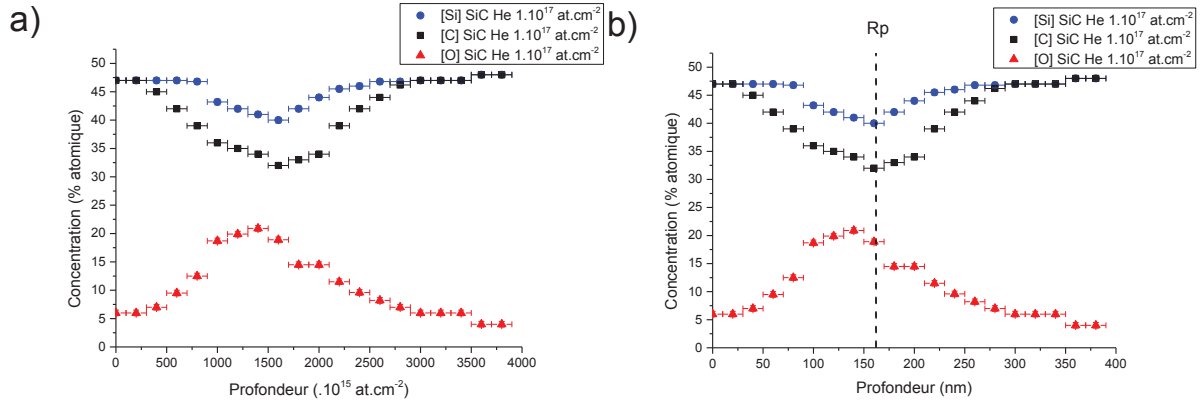 a)
[Si] SiC He 1.10¹⁷ at.cm⁻²
[C] SiC He 1.10¹⁷ at.cm⁻²
[O] SiC He 1.10¹⁷ at.cm⁻²
Concentration (% atomique)
50
45
40
35
30
25
20
15
10
5
0
0 500 1000 1500 2000 2500 3000 3500 4000
Profondeur (.10¹⁵ at.cm⁻²)
b)
Rp
[Si] SiC He 1.10¹⁷ at.cm⁻²
[C] SiC He 1.10¹⁷ at.cm⁻²
[O] SiC He 1.10¹⁷ at.cm⁻²
Concentration (% atomique)
50
45
40
35
30
25
20
15
10
5
0
0 50 100 150 200 250 300 350 400
Profondeur (nm)